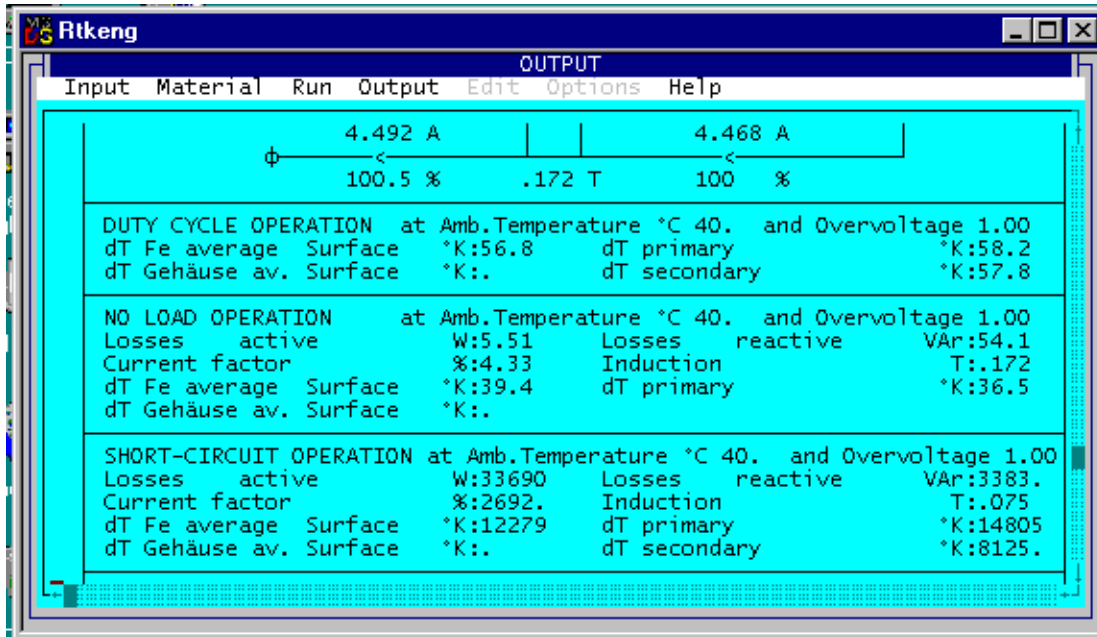 Rtkeng
OUTPUT
Input Material Run Output Edit Options Help
4.492 A 4.468 A
100.5 % .172 T 100 %
DUTY CYCLE OPERATION at Amb.Temperature °C 40. and Overvoltage 1.00
dT Fe average Surface °K:56.8 dT primary °K:58.2
dT Gehäuse av. Surface °K:. dT secondary °K:57.8
NO LOAD OPERATION at Amb.Temperature °C 40. and Overvoltage 1.00
Losses active W:5.51 Losses reactive VAr:54.1
Current factor %:4.33 Induction T:.172
dT Fe average Surface °K:39.4 dT primary °K:36.5
dT Gehäuse av. Surface °K:.
SHORT-CIRCUIT OPERATION at Amb.Temperature °C 40. and Overvoltage 1.00
Losses active W:33690 Losses reactive VAr:3383.
Current factor %:2692. Induction T:.075
dT Fe average Surface °K:12279 dT primary °K:14805
dT Gehäuse av. Surface °K:. dT secondary °K:8125.